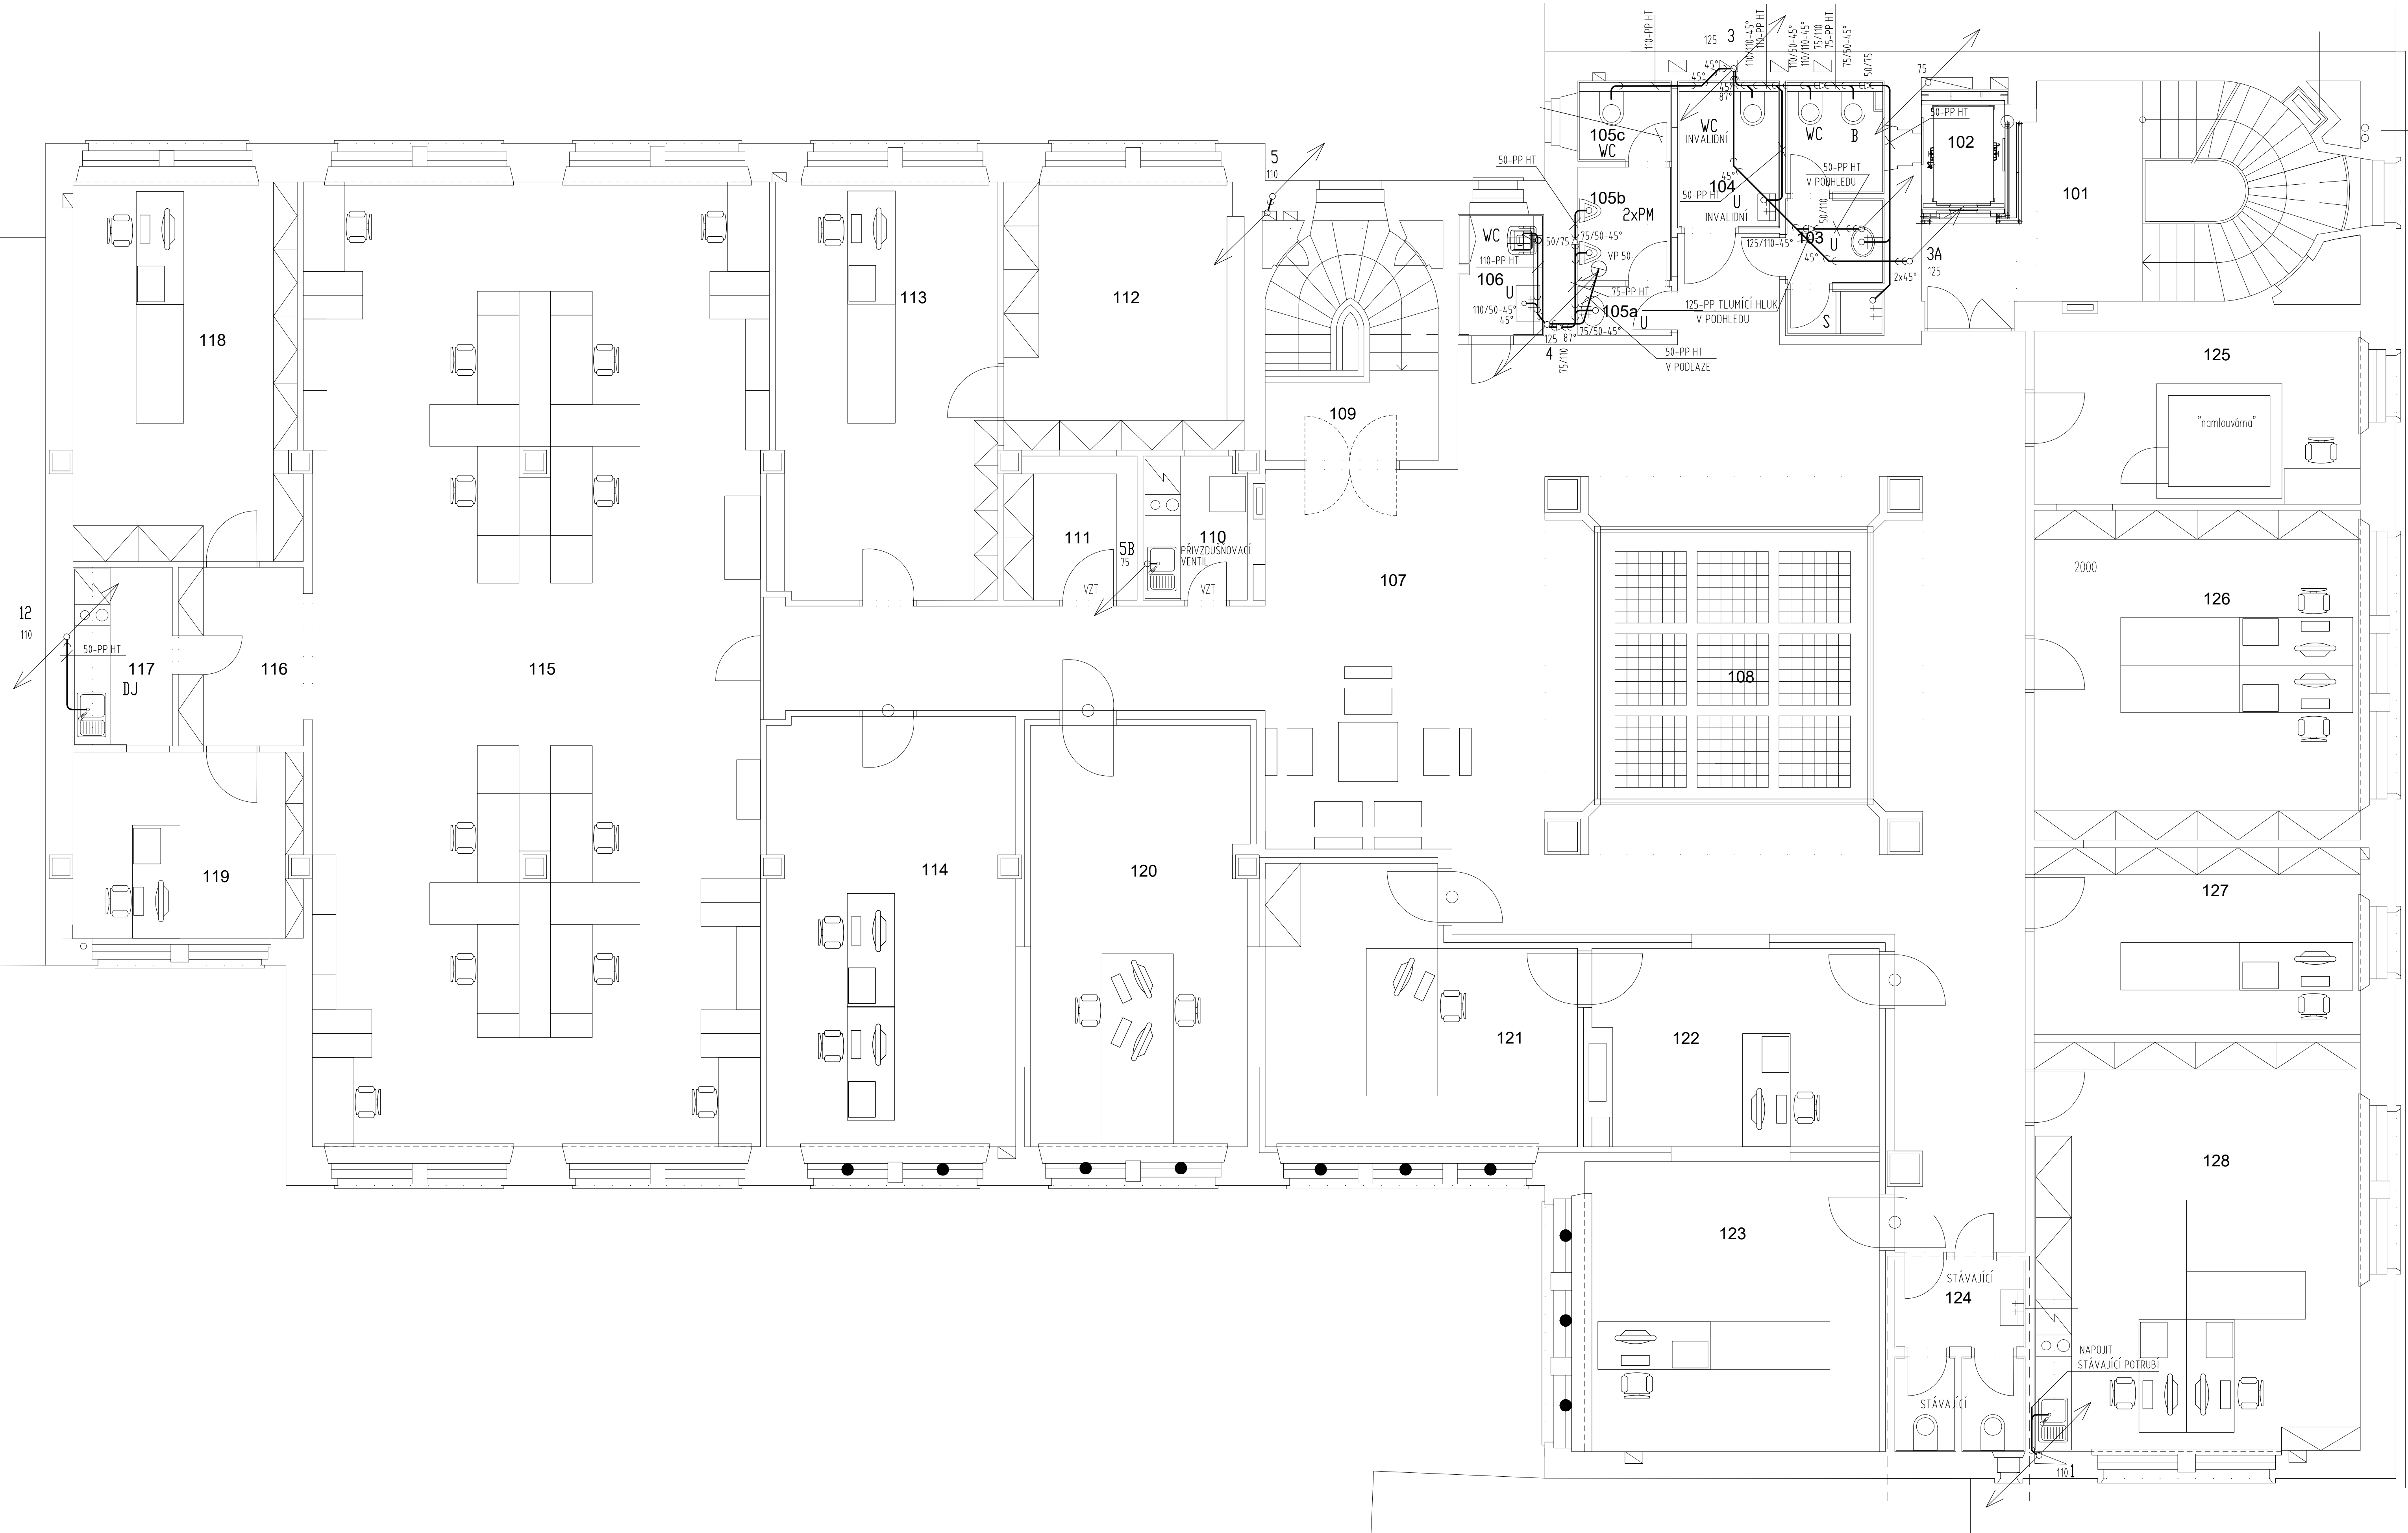 110-PP HT
125
3
110/110-45°
110-PP HT
110/50-45°
110/110-45°
75/110
75-PP HT
75/50-45°
50/75
45°
45°
45°
87°
75
50-PP HT
105c
WC
WC
INVALIDNÍ
WC
B
102
101
5
110
50-PP HT
50-PP HT
V PODHLEDU
50-PP HT
45°
104
U
INVALIDNÍ
105b
2xPM
50/110
WC
50/75
75/50-45°
125/110-45°
103
U
45°
3A
125
2x45°
110-PP HT
VP 50
106
U
75-PP HT
110/50-45°
45°
105a
U
125-PP TLUMÍCÍ HLUK
V PODHLEDU
S
75/50-45°
125
87°
4
75/110
50-PP HT
V PODLAZE
118
113
112
109
125
"namlouvárna"
111
5B
75
110
PŘIVZDUŠŇOVACÍ
VENTIL
VZT
VZT
107
2000
126
12
110
50-PP HT
117
DJ
116
115
108
119
114
120
127
121
122
128
123
STÁVAJÍCÍ
124
STÁVAJÍCÍ
NAPOJIT
STÁVAJÍCÍ POTRUBÍ
110
1